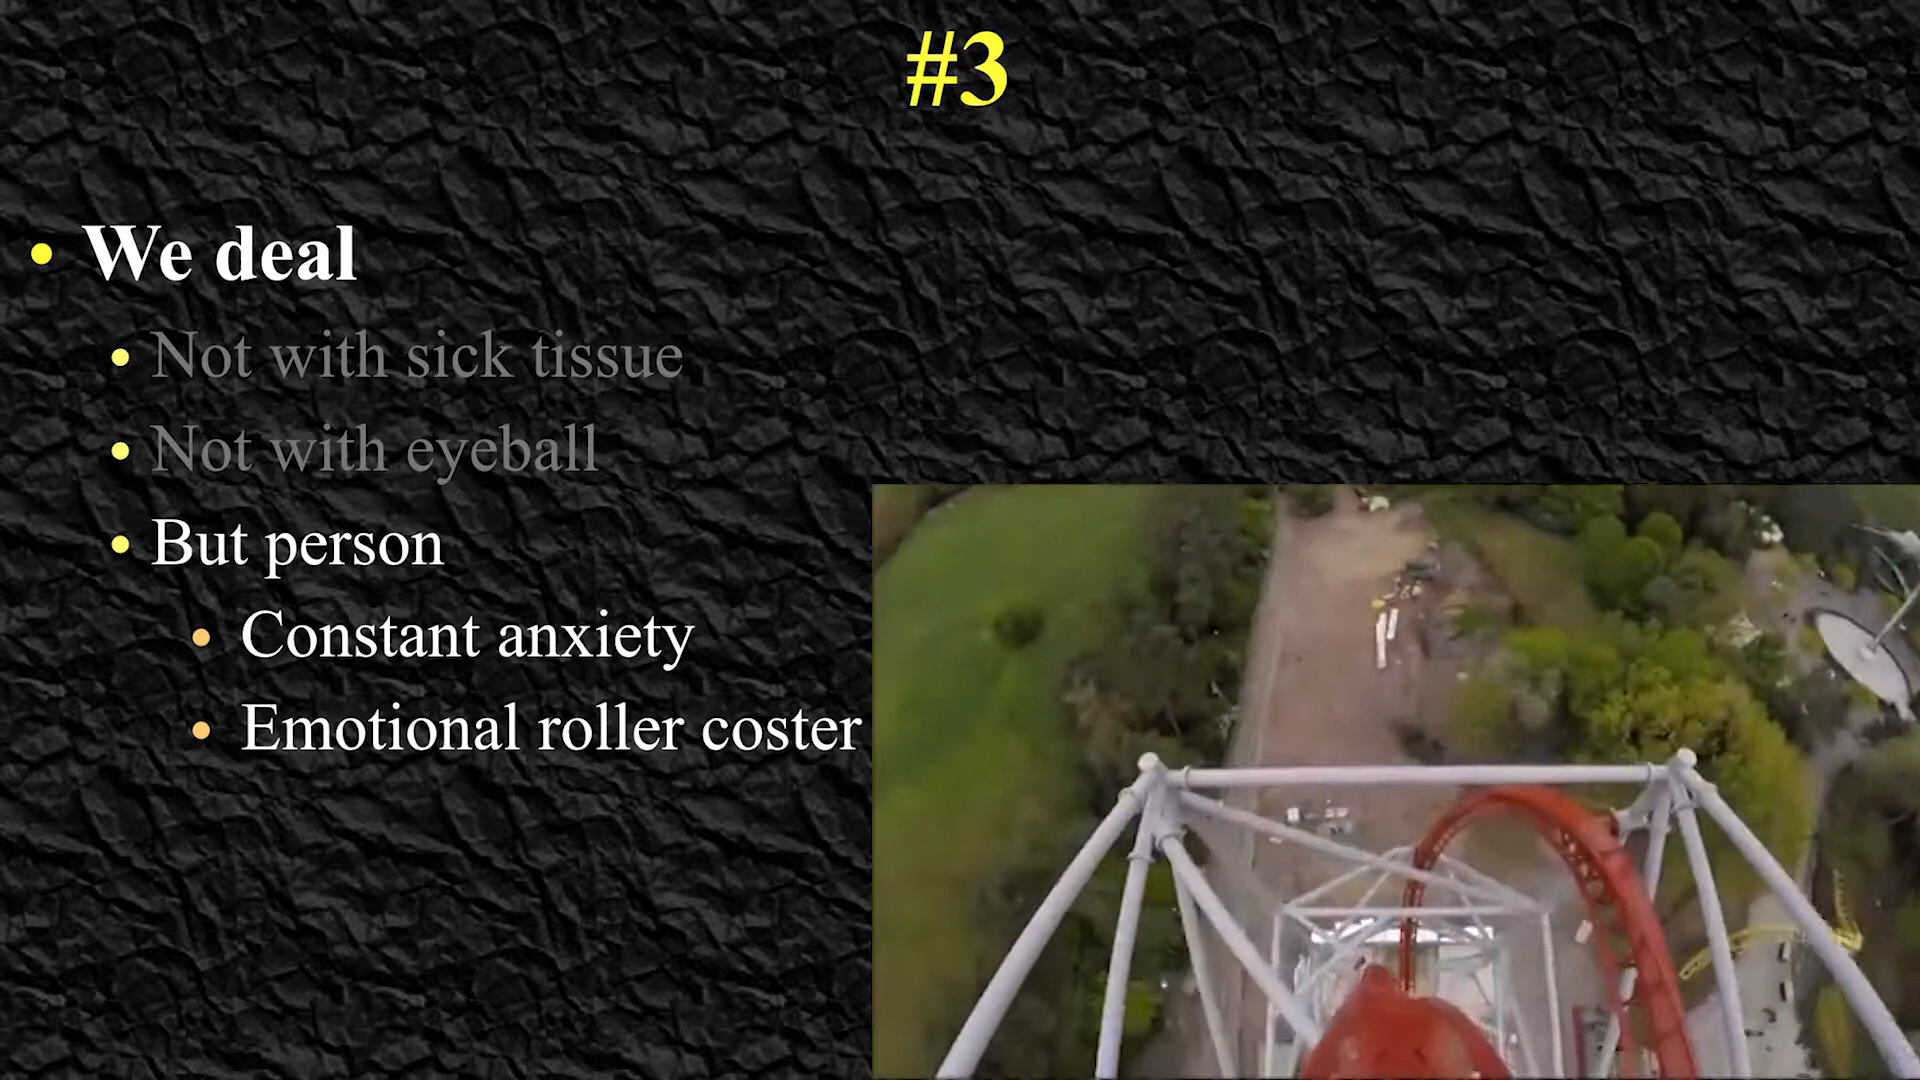 #3
• We deal
• Not with sick tissue
• Not with eyeball
• But person
• Constant anxiety
• Emotional roller coster